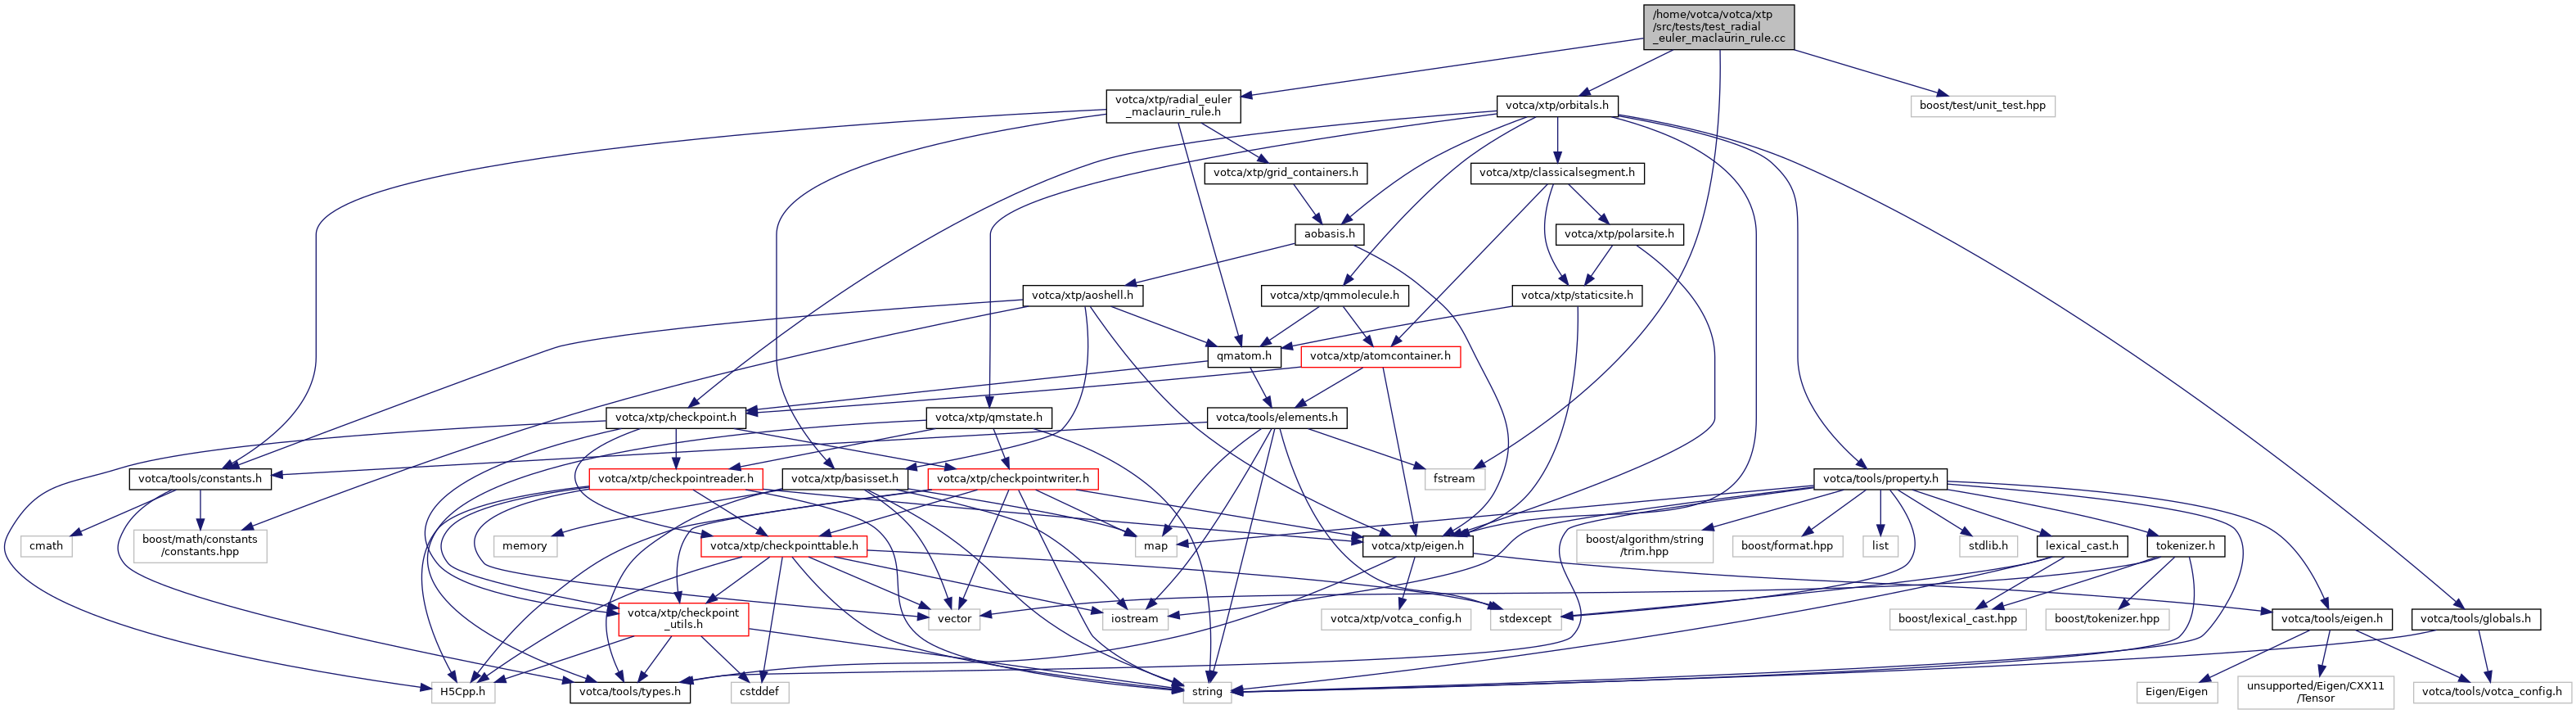 /home/votca/votca/xtp
/src/tests/test_radial
_euler_maclaurin_rule.cc
votca/xtp/radial_euler
_maclaurin_rule.h
votca/xtp/orbitals.h
boost/test/unit_test.hpp
votca/xtp/grid_containers.h
votca/xtp/classicalsegment.h
aobasis.h
votca/xtp/polarsite.h
votca/xtp/aoshell.h
votca/xtp/qmmolecule.h
votca/xtp/staticsite.h
qmatom.h
votca/xtp/atomcontainer.h
votca/xtp/checkpoint.h
votca/xtp/qmstate.h
votca/tools/elements.h
votca/tools/constants.h
votca/xtp/checkpointreader.h
votca/xtp/basisset.h
votca/xtp/checkpointwriter.h
fstream
votca/tools/property.h
cmath
boost/math/constants
/constants.hpp
memory
votca/xtp/checkpointtable.h
map
votca/xtp/eigen.h
boost/algorithm/string
/trim.hpp
boost/format.hpp
list
stdlib.h
lexical_cast.h
tokenizer.h
votca/xtp/checkpoint
_utils.h
vector
iostream
votca/xtp/votca_config.h
stdexcept
boost/lexical_cast.hpp
boost/tokenizer.hpp
votca/tools/eigen.h
votca/tools/globals.h
H5Cpp.h
votca/tools/types.h
cstddef
string
Eigen/Eigen
unsupported/Eigen/CXX11
/Tensor
votca/tools/votca_config.h